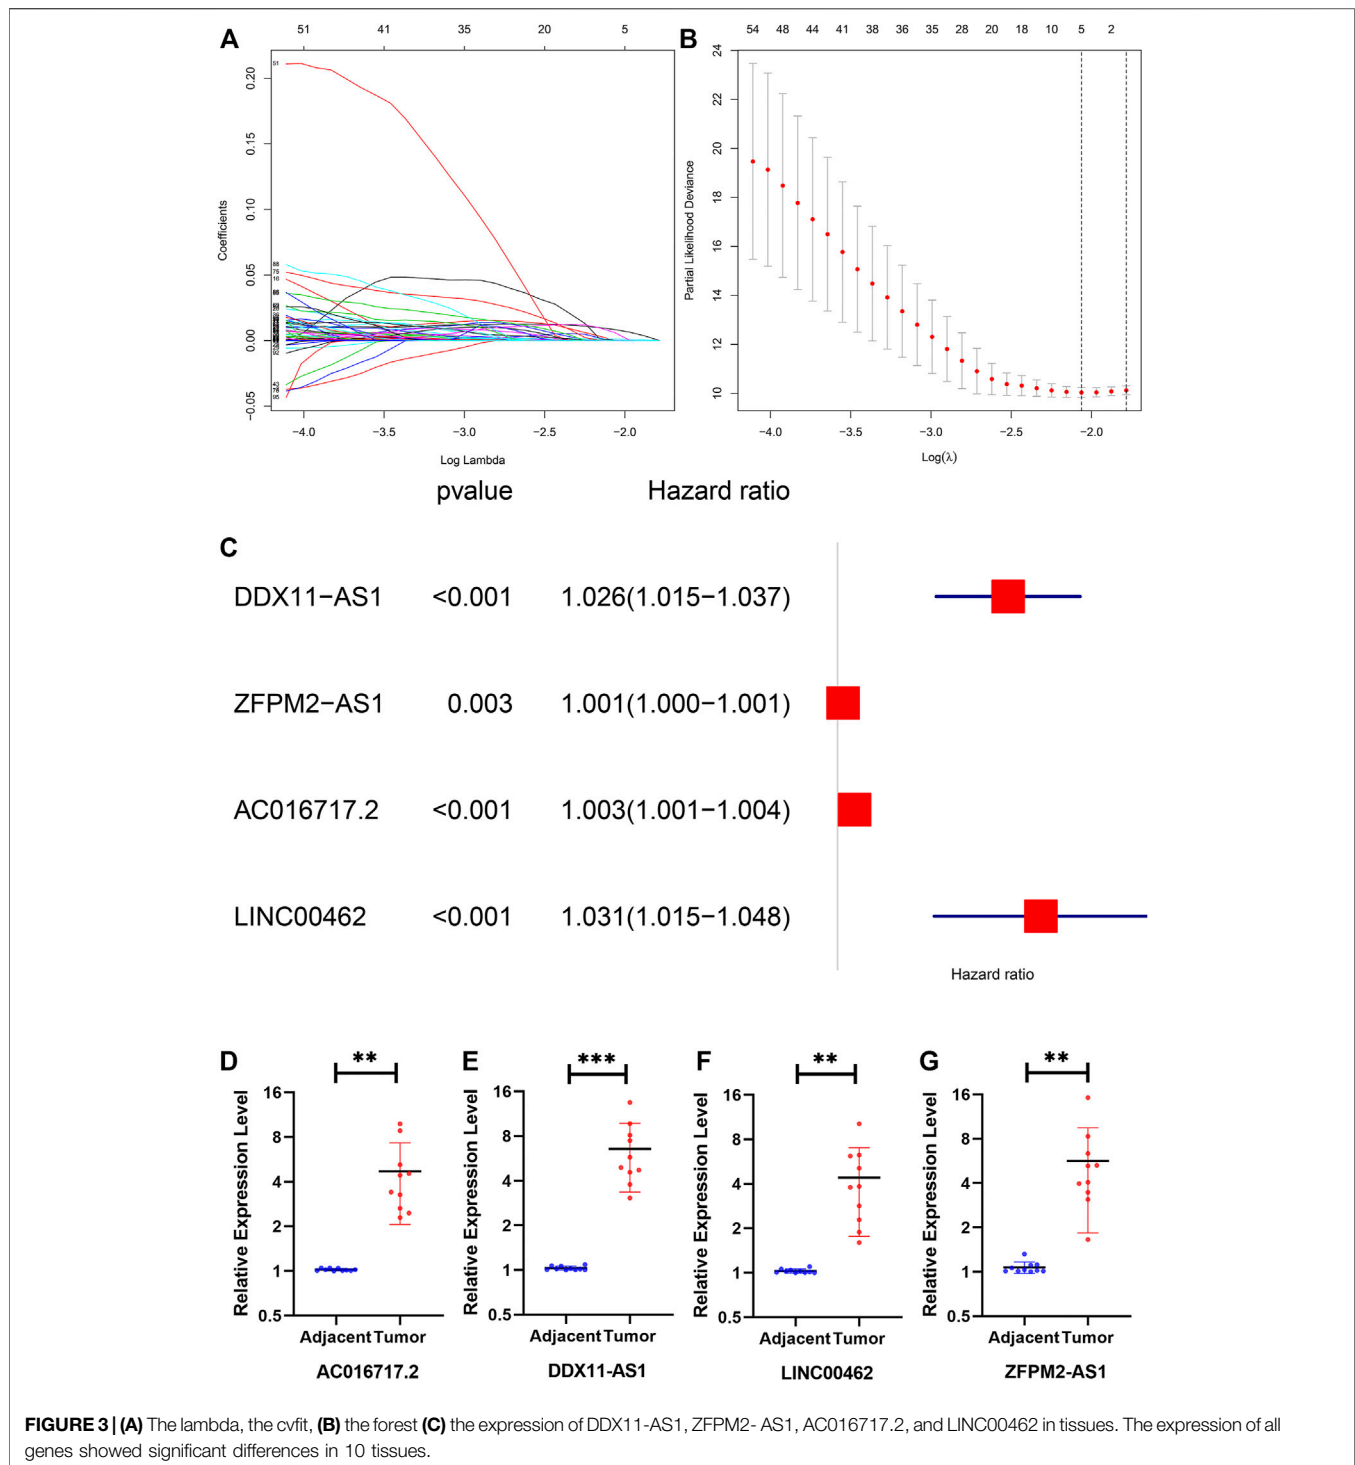 A
51 41 35 20 5
0.20
0.15
0.10
0.05
0.00
−0.05
Coefficients
51
88
75
18
92
43
95
−4.0 −3.5 −3.0 −2.5 −2.0
Log Lambda
B
54 48 44 41 38 36 35 28 20 18 10 5 2
24
22
20
18
16
14
12
10
Partial Likelihood Deviance
−4.0 −3.5 −3.0 −2.5 −2.0
Log(λ)
pvalue Hazard ratio
C
DDX11−AS1 <0.001 1.026(1.015−1.037)
ZFPM2−AS1 0.003 1.001(1.000−1.001)
AC016717.2 <0.001 1.003(1.001−1.004)
LINC00462 <0.001 1.031(1.015−1.048)
Hazard ratio
D
**
16
8
4
2
1
0.5
Relative Expression Level
Adjacent Tumor
AC016717.2
E
***
16
8
4
2
1
0.5
Relative Expression Level
Adjacent Tumor
DDX11-AS1
F
**
16
8
4
2
1
0.5
Relative Expression Level
Adjacent Tumor
LINC00462
G
**
16
8
4
2
1
0.5
Relative Expression Level
Adjacent Tumor
ZFPM2-AS1
FIGURE 3 | (A) The lambda, the cvfit, (B) the forest (C) the expression of DDX11-AS1, ZFPM2- AS1, AC016717.2, and LINC00462 in tissues. The expression of all
genes showed significant differences in 10 tissues.